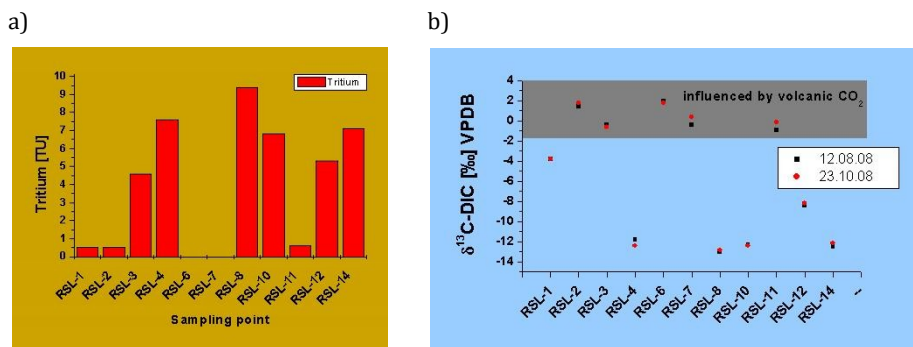 a)
b)
10
9
8
7
6
5
4
3
2
1
0
Tritium [TU]
Tritium
RSL-1 RSL-2 RSL-3 RSL-4 RSL-6 RSL-7 RSL-8 RSL-10 RSL-11 RSL-12 RSL-14
Sampling point
4
2
0
-2
-4
-6
-8
-10
-12
-14
δ¹³C-DIC [‰] VPDB
influenced by volcanic CO₂
12.08.08
23.10.08
RSL-1 RSL-2 RSL-3 RSL-4 RSL-6 RSL-7 RSL-8 RSL-10 RSL-11 RSL-12 RSL-14 --